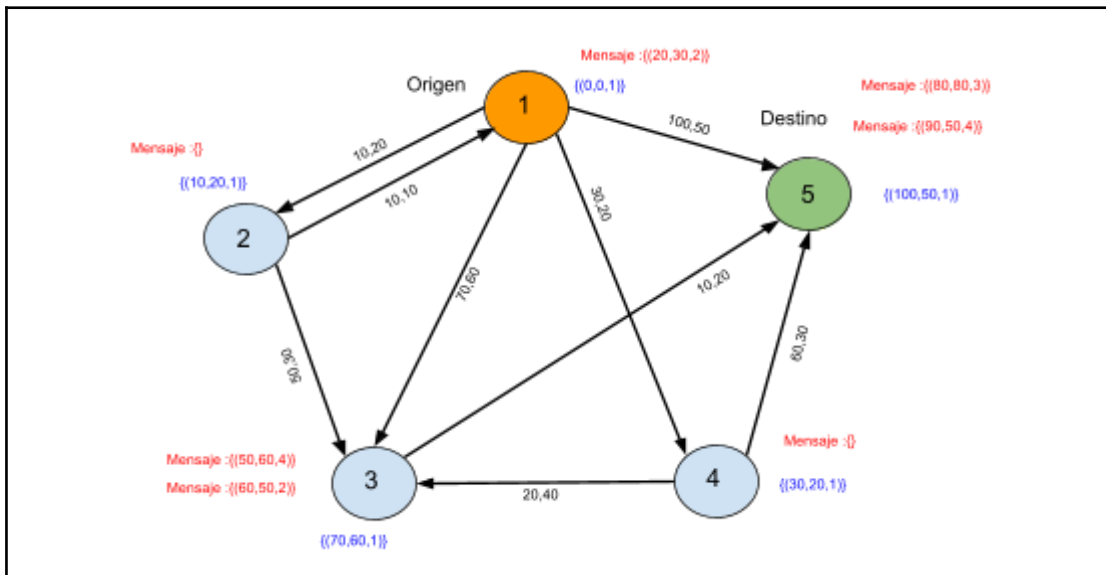 Mensaje :{(20,30,2)}
Origen
1
{(0,0,1)}
Mensaje :{(80,80,3)}
100,50
Destino
Mensaje :{(90,50,4)}
Mensaje :{}
10,20
{(10,20,1)}
10,10
30,20
5
{(100,50,1)}
2
70,60
10,20
50,30
60,30
Mensaje :{}
Mensaje :{(50,60,4)}
3
4
Mensaje :{(60,50,2)}
20,40
{(30,20,1)}
{(70,60,1)}